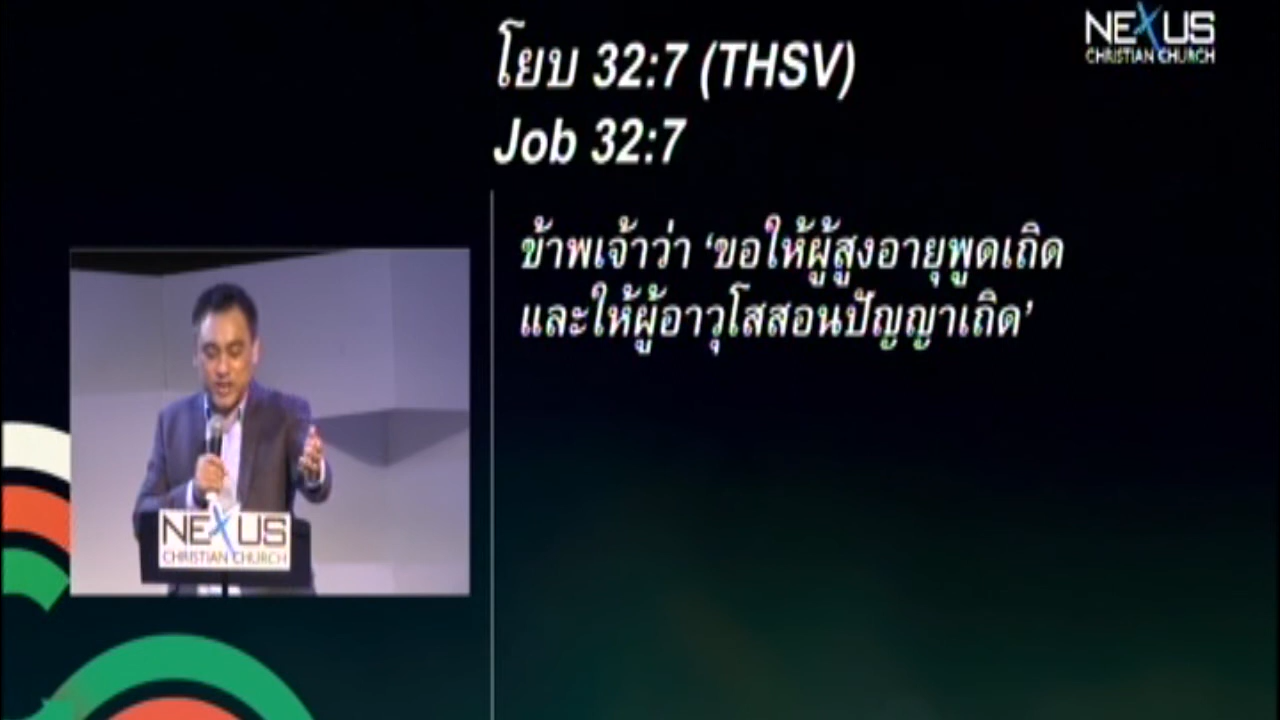 NEXUS
CHRISTIAN CHURCH
โยบ 32:7 (THSV)
Job 32:7
ข้าพเจ้าว่า ‘ขอให้ผู้สูงอายุพูดเถิด
และให้ผู้อาวุโสสอนปัญญาเถิด’
NEXUS
CHRISTIAN CHURCH